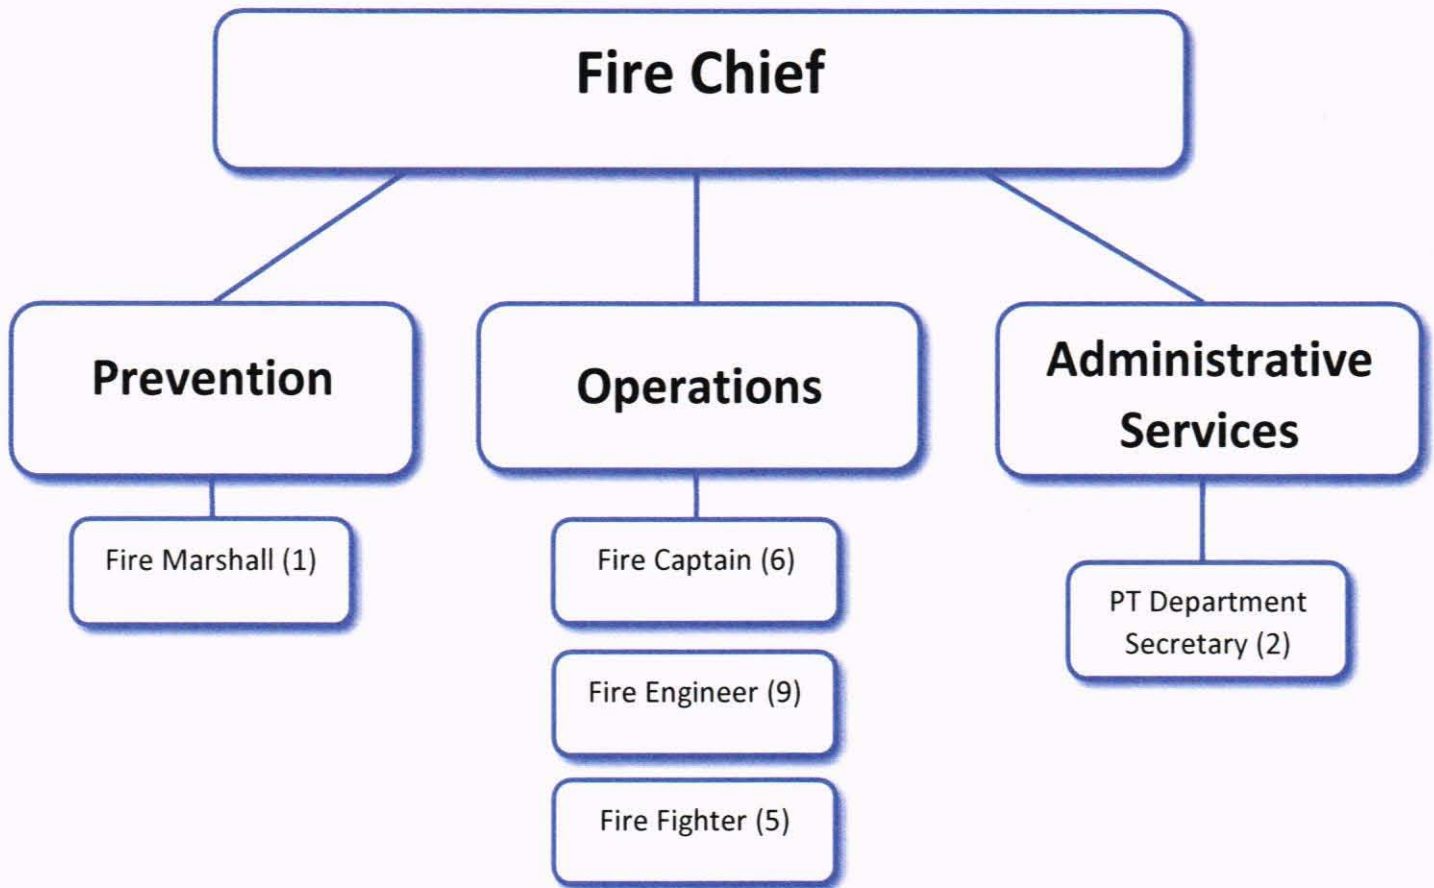 Fire Chief
Prevention
Operations
Administrative
Services
Fire Marshall (1)
Fire Captain (6)
PT Department
Secretary (2)
Fire Engineer (9)
Fire Fighter (5)